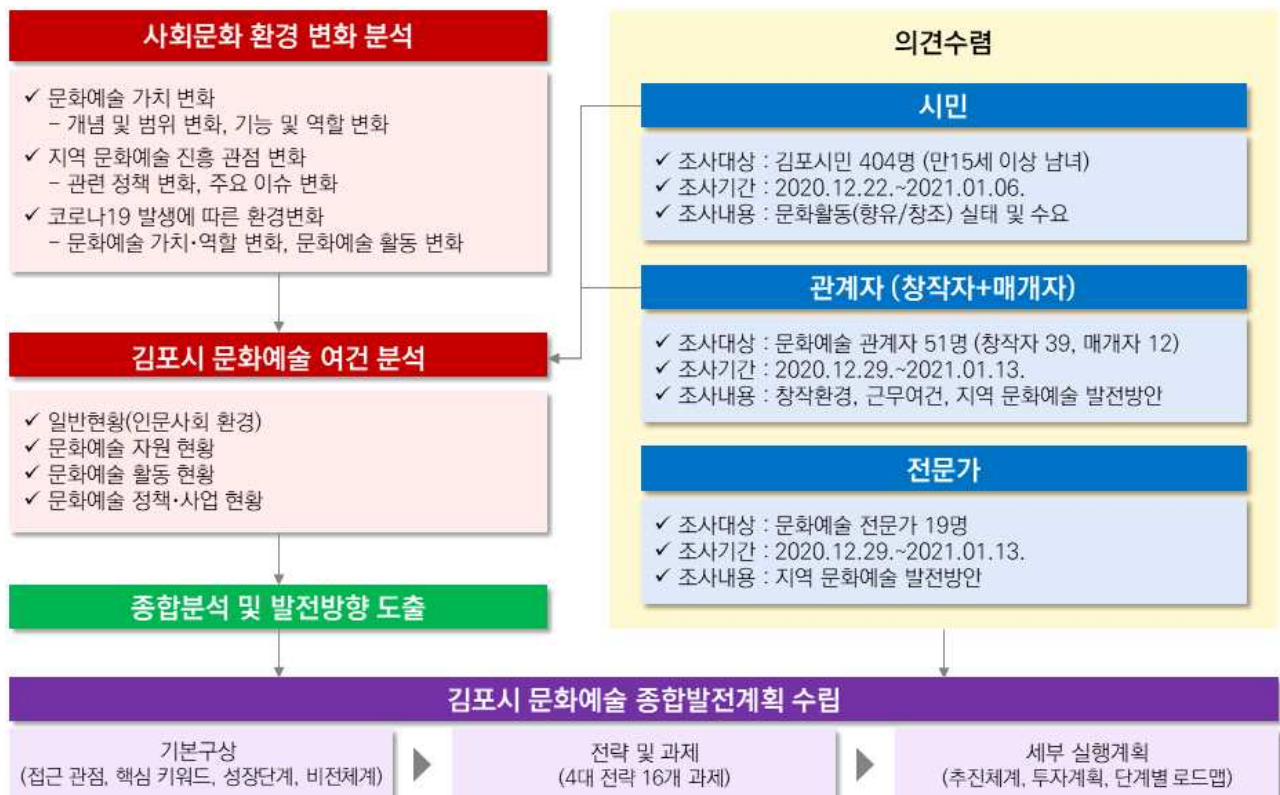 사회문화 환경 변화 분석
✓ 문화예술 가치 변화
– 개념 및 범위 변화, 기능 및 역할 변화
✓ 지역 문화예술 진흥 관점 변화
– 관련 정책 변화, 주요 이슈 변화
✓ 코로나19 발생에 따른 환경변화
– 문화예술 가치·역할 변화, 문화예술 활동 변화
김포시 문화예술 여건 분석
✓ 일반현황(인문사회 환경)
✓ 문화예술 자원 현황
✓ 문화예술 활동 현황
✓ 문화예술 정책·사업 현황
종합분석 및 발전방향 도출
의견수렴
시민
✓ 조사대상 : 김포시민 404명 (만15세 이상 남녀)
✓ 조사기간 : 2020.12.22.~2021.01.06.
✓ 조사내용 : 문화활동(향유/창조) 실태 및 수요
관계자 (창작자+매개자)
✓ 조사대상 : 문화예술 관계자 51명 (창작자 39, 매개자 12)
✓ 조사기간 : 2020.12.29.~2021.01.13.
✓ 조사내용 : 창작환경, 근무여건, 지역 문화예술 발전방안
전문가
✓ 조사대상 : 문화예술 전문가 19명
✓ 조사기간 : 2020.12.29.~2021.01.13.
✓ 조사내용 : 지역 문화예술 발전방안
김포시 문화예술 종합발전계획 수립
기본구상
(접근 관점, 핵심 키워드, 성장단계, 비전체계)
전략 및 과제
(4대 전략 16개 과제)
세부 실행계획
(추진체계, 투자계획, 단계별 로드맵)